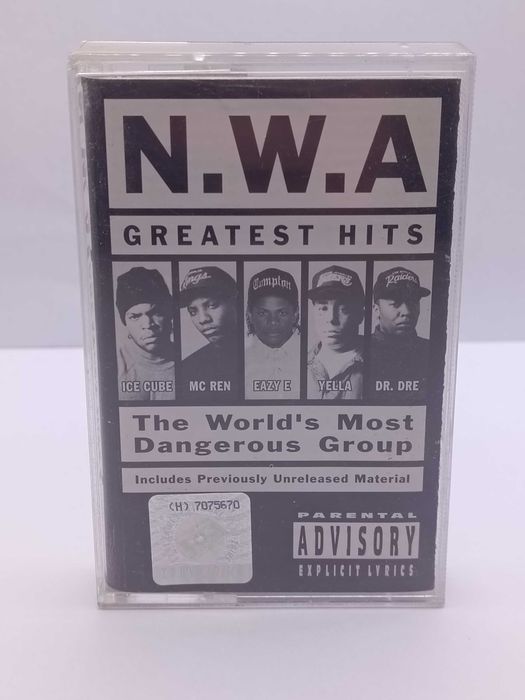 N.W.A
GREATEST HITS
Kings
Compton
Raiders
ICE CUBE MC REN EAZY E YELLA DR. DRE
The World's Most
Dangerous Group
Includes Previously Unreleased Material
(H) 7075670
PARENTAL
ADVISORY
EXPLICIT LYRICS